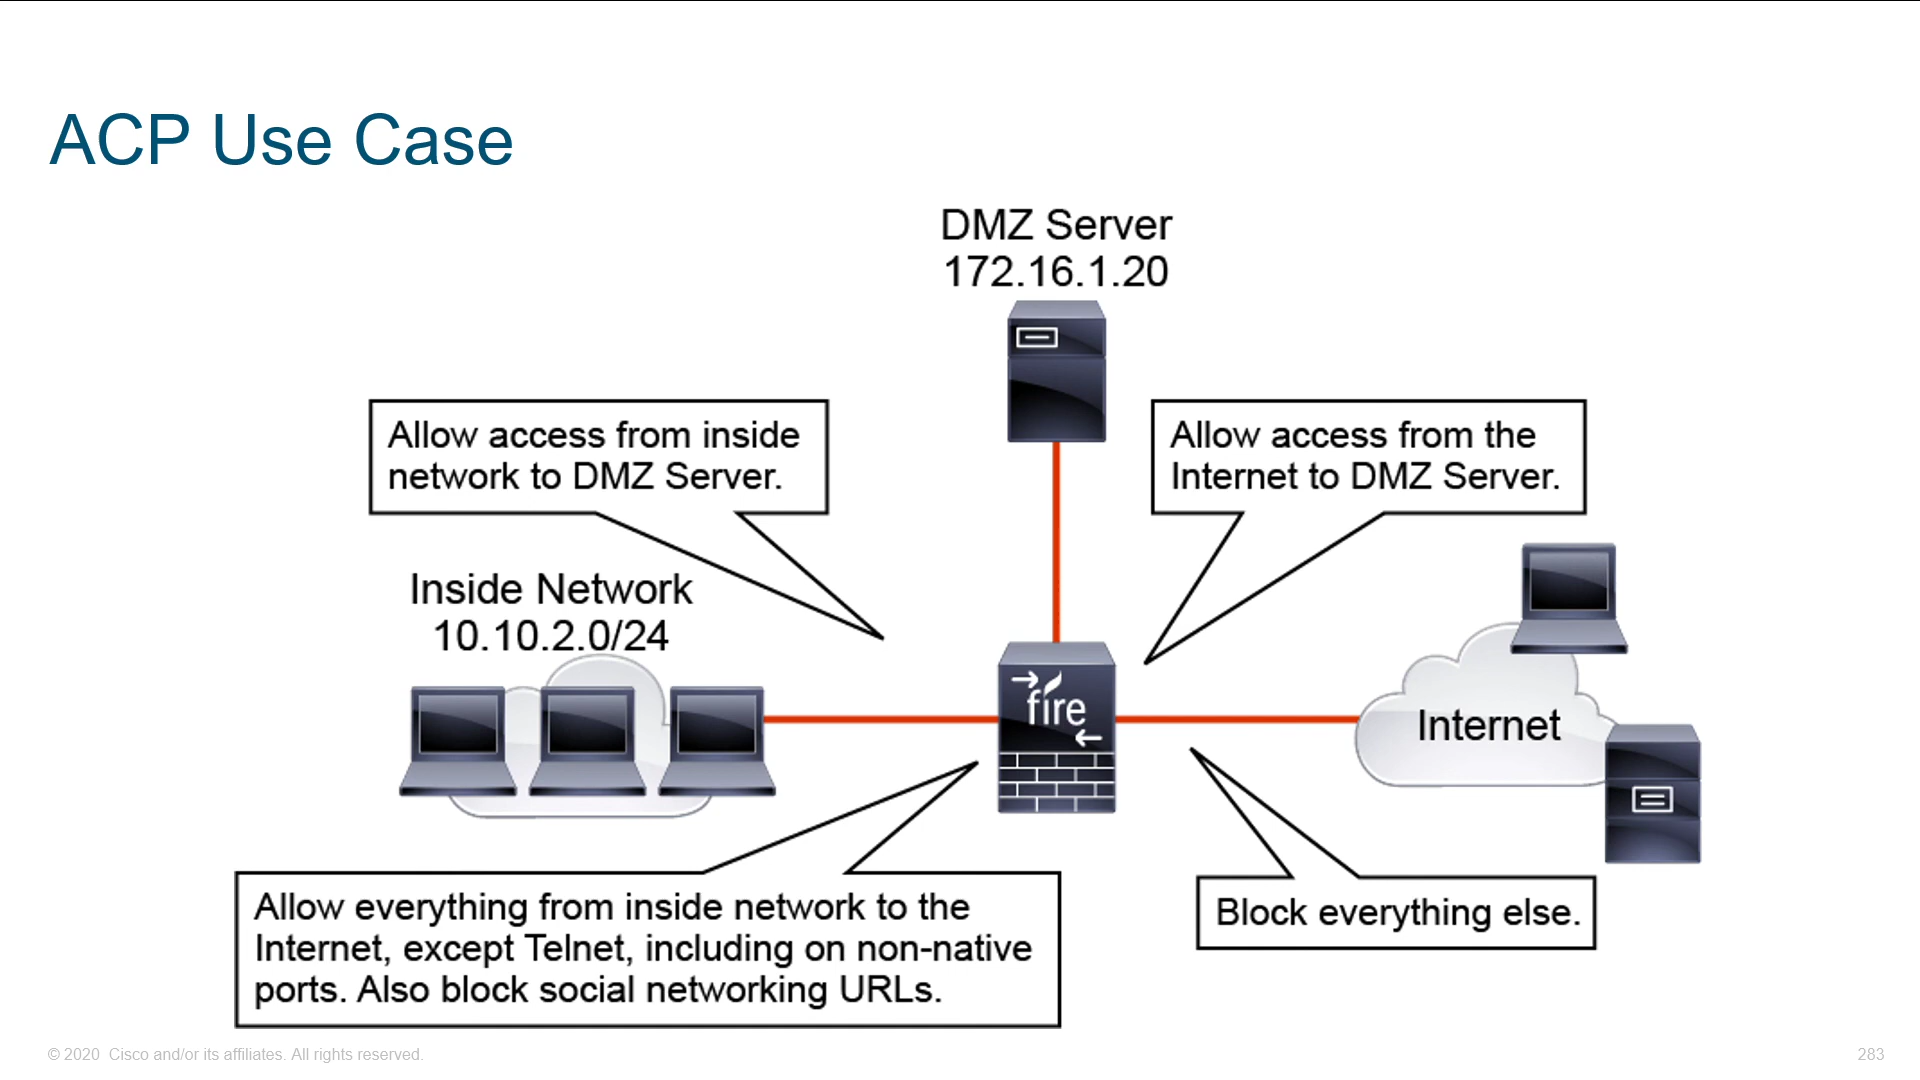 ACP Use Case
DMZ Server
172.16.1.20
Allow access from inside
network to DMZ Server.
Allow access from the
Internet to DMZ Server.
Inside Network
10.10.2.0/24
fire
Internet
Allow everything from inside network to the
Internet, except Telnet, including on non-native
ports. Also block social networking URLs.
Block everything else.
© 2020 Cisco and/or its affiliates. All rights reserved.
283